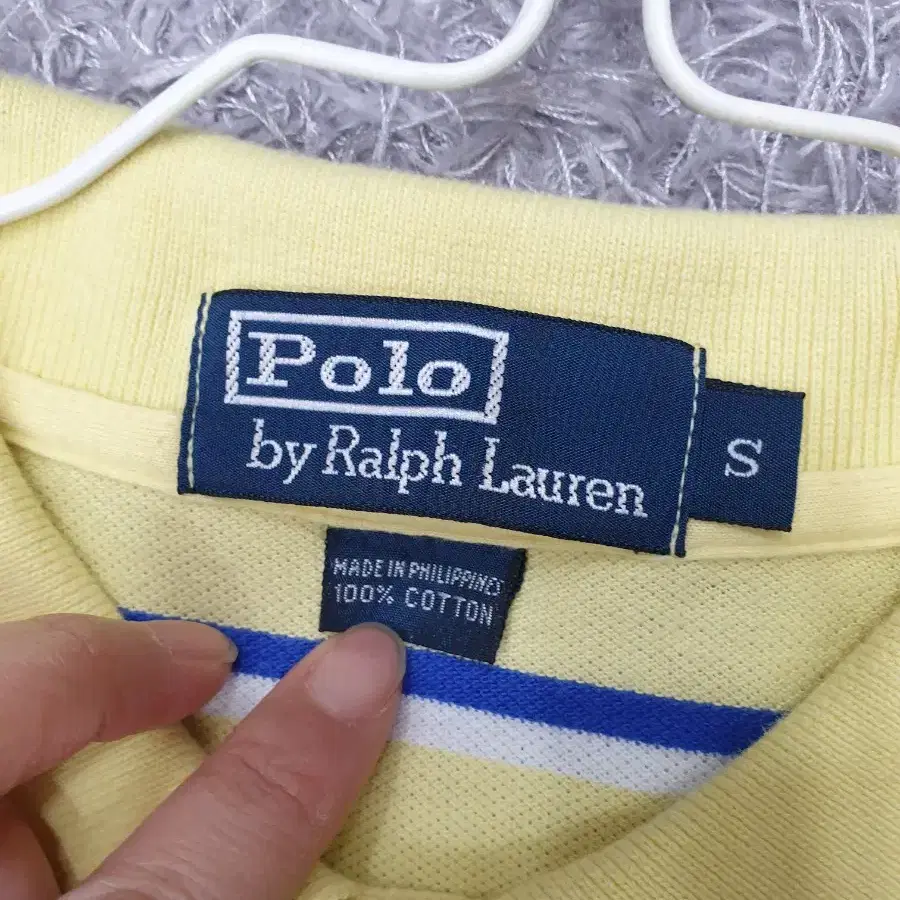 Polo
by Ralph Lauren
S
MADE IN PHILIPPINES
100% COTTON